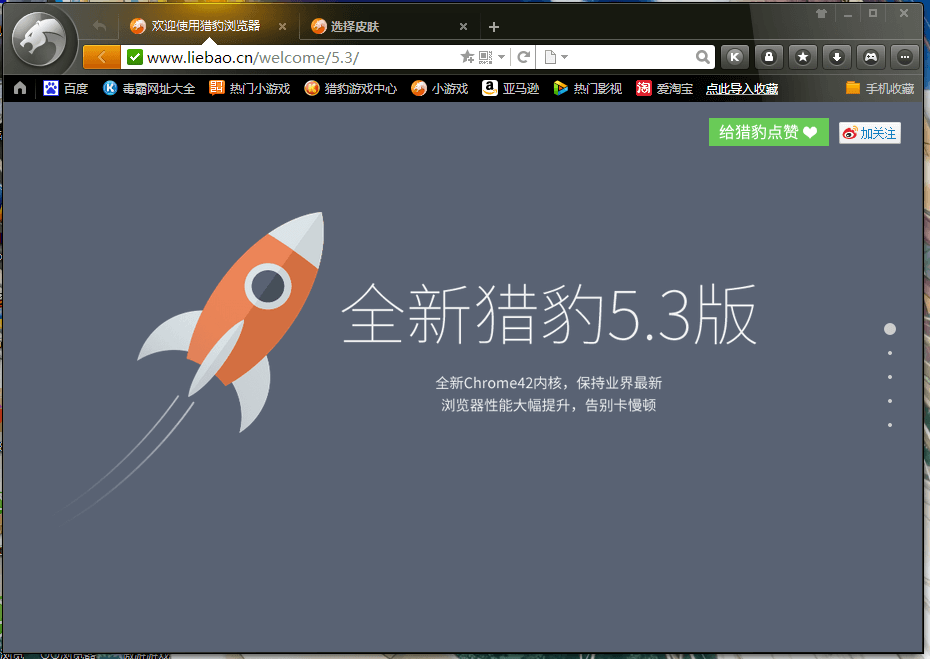 欢迎使用猎豹浏览器
选择皮肤
www.liebao.cn/welcome/5.3/
百度
毒霸网址大全
热门小游戏
猎豹游戏中心
小游戏
亚马逊
热门影视
爱淘宝
点此导入收藏
手机收藏
给猎豹点赞
加关注
全新猎豹5.3版
全新Chrome42内核，保持业界最新
浏览器性能大幅提升，告别卡慢顿